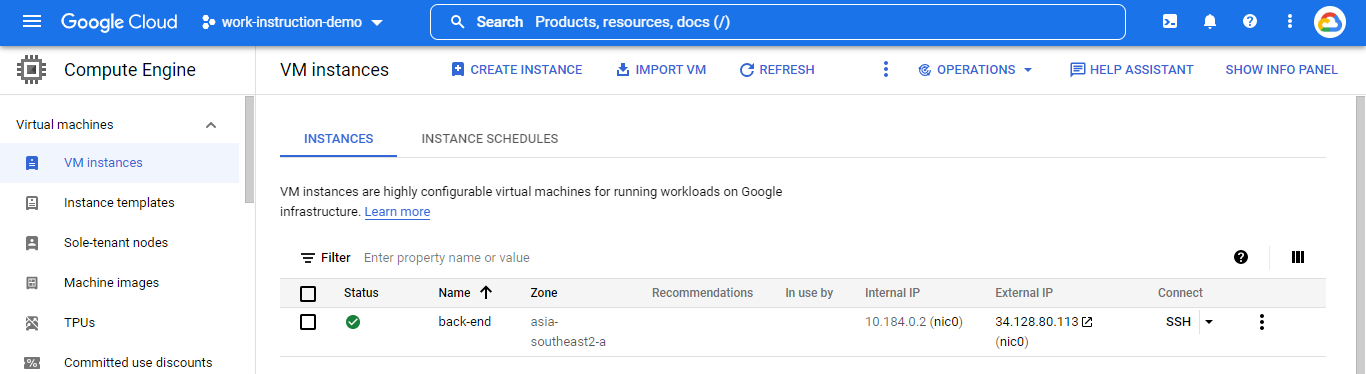 Google Cloud work-instruction-demo Search Products, resources, docs (/)
Compute Engine VM instances CREATE INSTANCE IMPORT VM REFRESH OPERATIONS HELP ASSISTANT SHOW INFO PANEL
Virtual machines
VM instances
Instance templates
Sole-tenant nodes
Machine images
TPUs
Committed use discounts
INSTANCES INSTANCE SCHEDULES
VM instances are highly configurable virtual machines for running workloads on Google
infrastructure. Learn more
Filter Enter property name or value
Status Name Zone Recommendations In use by Internal IP External IP Connect
back-end asia- 10.184.0.2 (nic0) 34.128.80.113 SSH
southeast2-a (nic0)